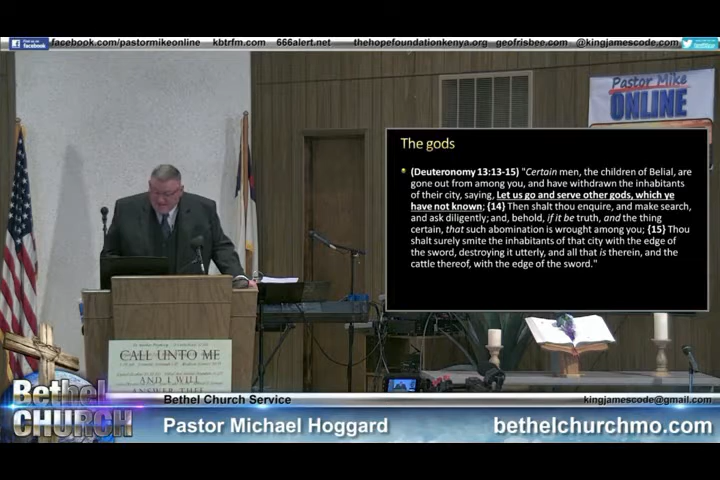 Find us on facebook facebook.com/pastormikeonline kbtrfm.com 666alert.net thehopefoundationkenya.org geofrisbee.com @kingjamescode.com
Pastor Mike
ONLINE
The gods
(Deuteronomy 13:13-15) "Certain men, the children of Belial, are
gone out from among you, and have withdrawn the inhabitants
of their city, saying, Let us go and serve other gods, which ye
have not known; {14} Then shalt thou enquire, and make search,
and ask diligently; and, behold, if it be truth, and the thing
certain, that such abomination is wrought among you; {15} Thou
shalt surely smite the inhabitants of that city with the edge of
the sword, destroying it utterly, and all that is therein, and the
cattle thereof, with the edge of the sword."
CALL UNTO ME
AND I WILL
ANSWER THEE
Bethel
CHURCH
Bethel Church Service kingjamescode@gmail.com
Pastor Michael Hoggard bethelchurchmo.com